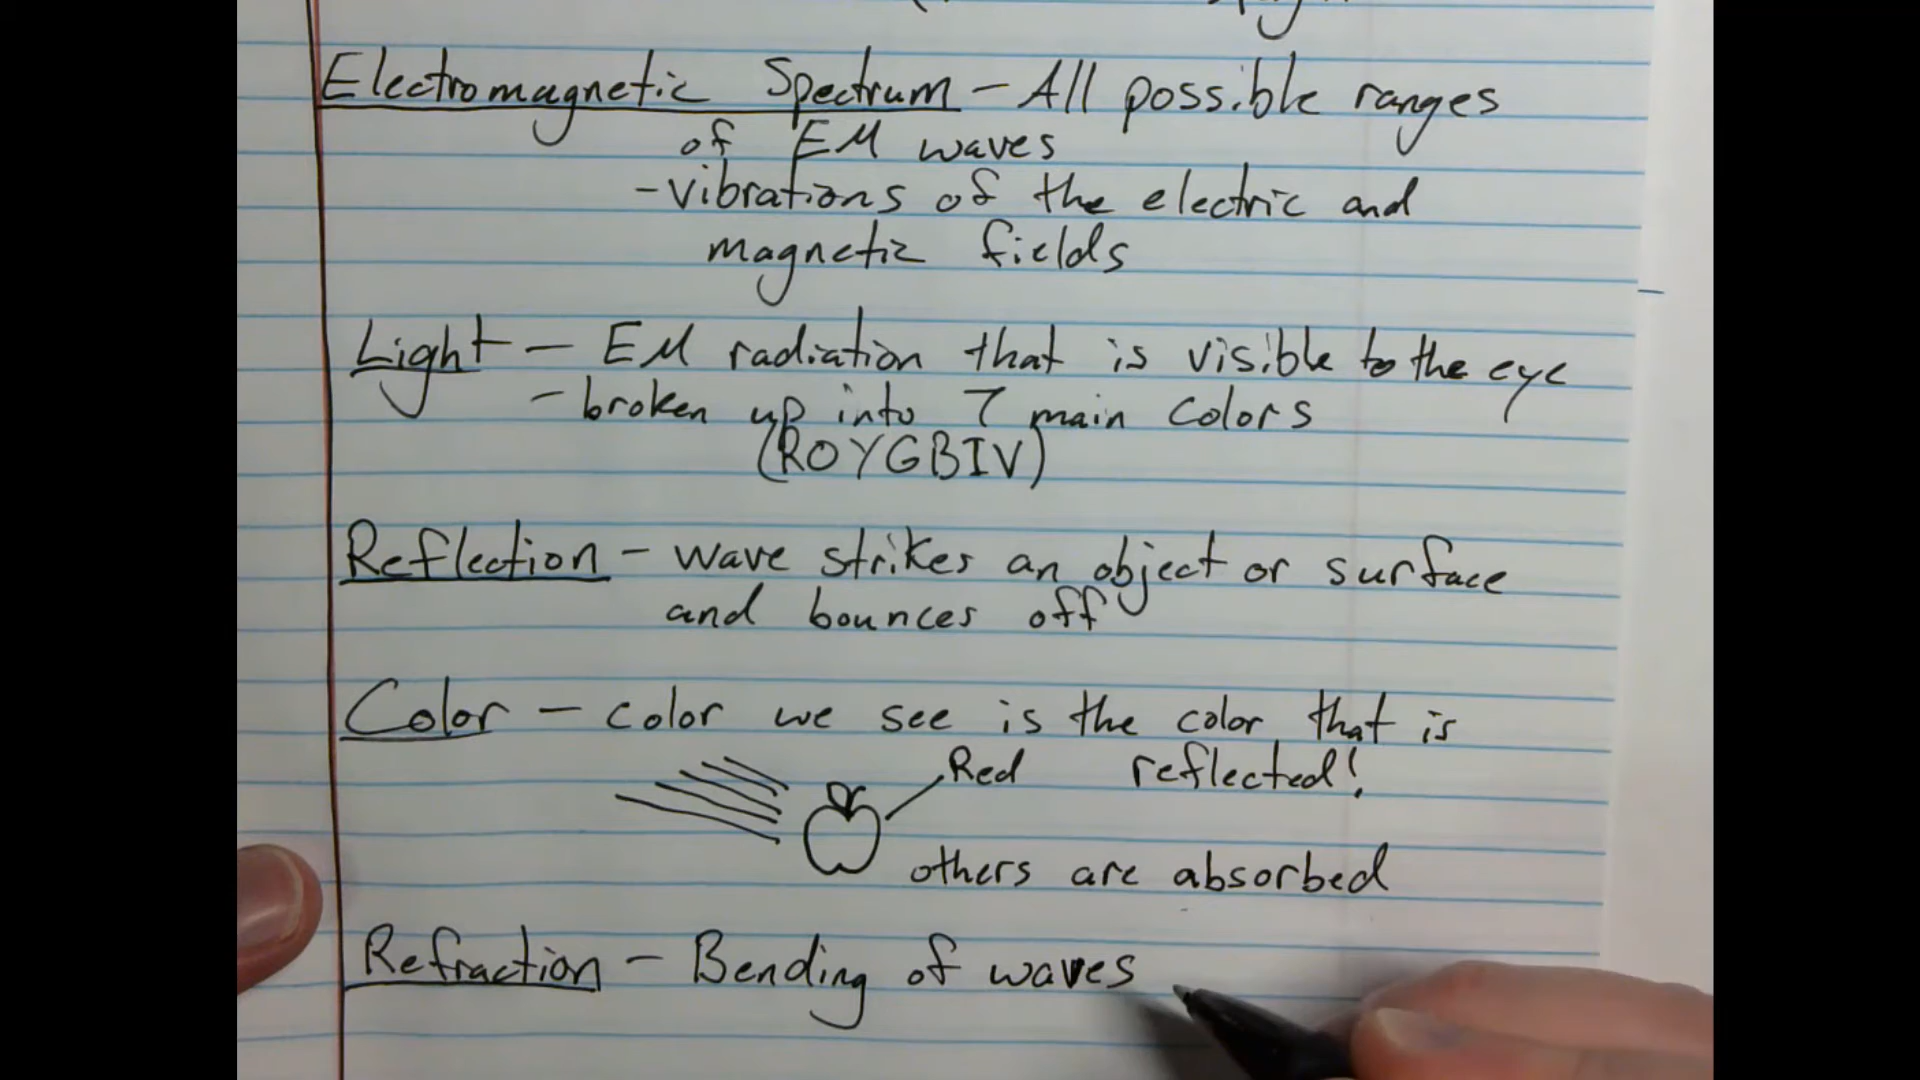 Electromagnetic Spectrum - All possible ranges
of EM waves
- vibrations of the electric and
magnetic fields
Light - EM radiation that is visible to the eye
- broken up into 7 main colors
(ROYGBIV)
Reflection - wave strikes an object or surface
and bounces off
Color - color we see is the color that is
Red reflected!
others are absorbed
Refraction - Bending of waves